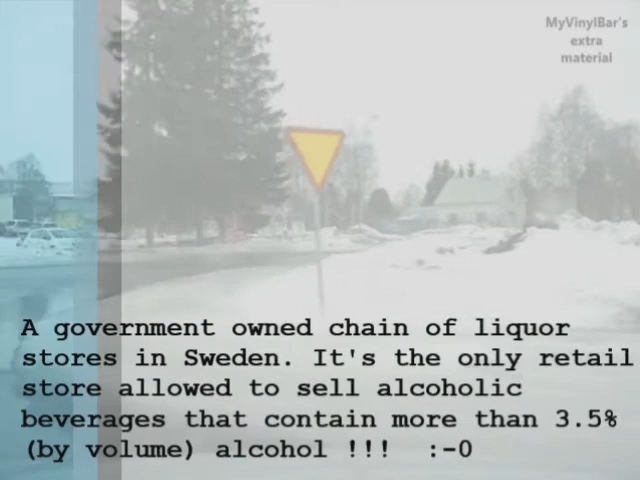 MyVinylBar's
extra
material
A government owned chain of liquor
stores in Sweden. It's the only retail
store allowed to sell alcoholic
beverages that contain more than 3.5%
(by volume) alcohol !!!  :-0